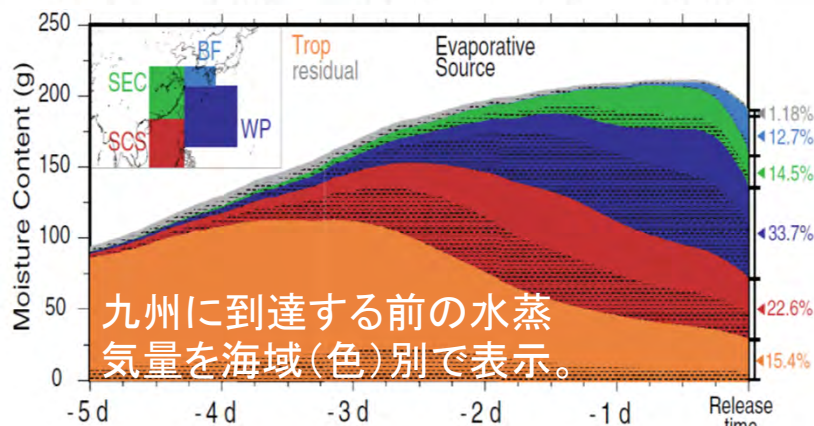 250
200
150
100
50
0
Moisture Content (g)
BF
SEC
SCS
WP
Trop
residual
Evaporative
Source
1.18%
12.7%
14.5%
33.7%
22.6%
15.4%
九州に到達する前の水蒸
気量を海域(色)別で表示。
-5 d
-4 d
-3 d
-2 d
-1 d
Release
time